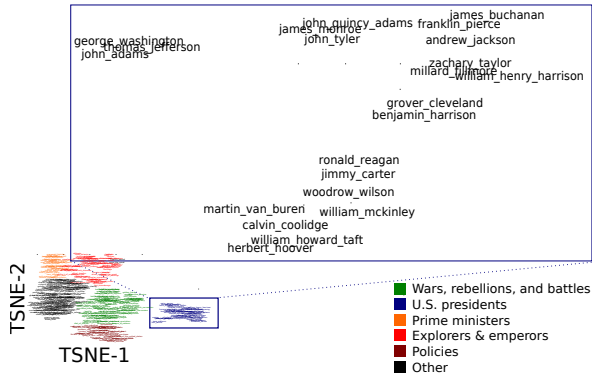 james_buchanan
john_quincy_adams
franklin_pierce
james_monroe
george_washington
john_tyler
andrew_jackson
thomas_jefferson
john_adams
zachary_taylor
millard_fillmore
william_henry_harrison
grover_cleveland
benjamin_harrison
ronald_reagan
jimmy_carter
woodrow_wilson
martin_van_buren
william_mckinley
calvin_coolidge
william_howard_taft
herbert_hoover
TSNE-2
TSNE-1
Wars, rebellions, and battles
U.S. presidents
Prime ministers
Explorers & emperors
Policies
Other